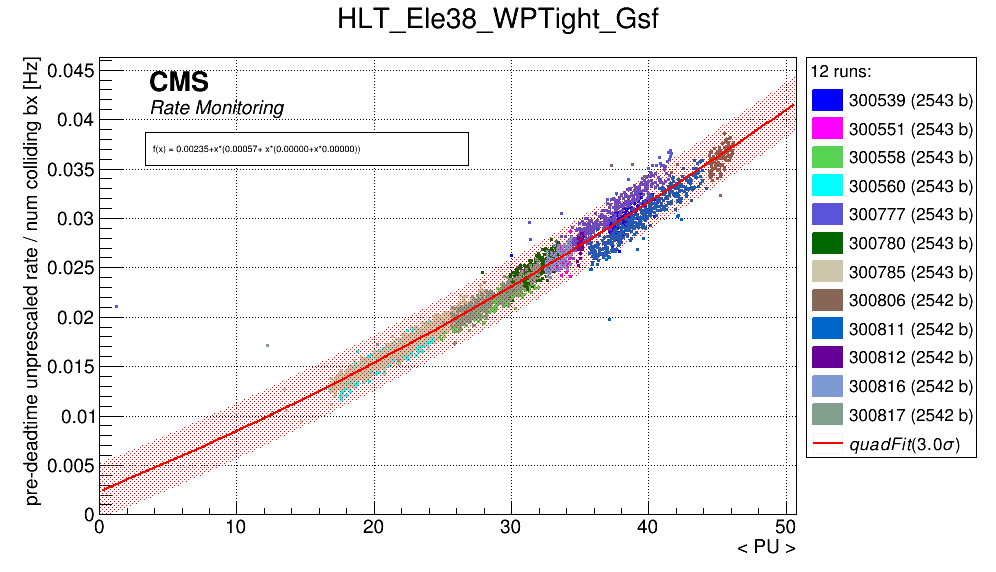 HLT_Ele38_WPTight_Gsf
pre-deadtime unprescaled rate / num colliding bx [Hz]
0.045
0.04
0.035
0.03
0.025
0.02
0.015
0.01
0.005
0
CMS
Rate Monitoring
f(x) = 0.00235+x*(0.00057+ x*(0.00000+x*0.00000))
0 10 20 30 40 50
< PU >
12 runs:
300539 (2543 b)
300551 (2543 b)
300558 (2543 b)
300560 (2543 b)
300777 (2543 b)
300780 (2543 b)
300785 (2543 b)
300806 (2542 b)
300811 (2542 b)
300812 (2542 b)
300816 (2542 b)
300817 (2542 b)
quadFit(3.0σ)